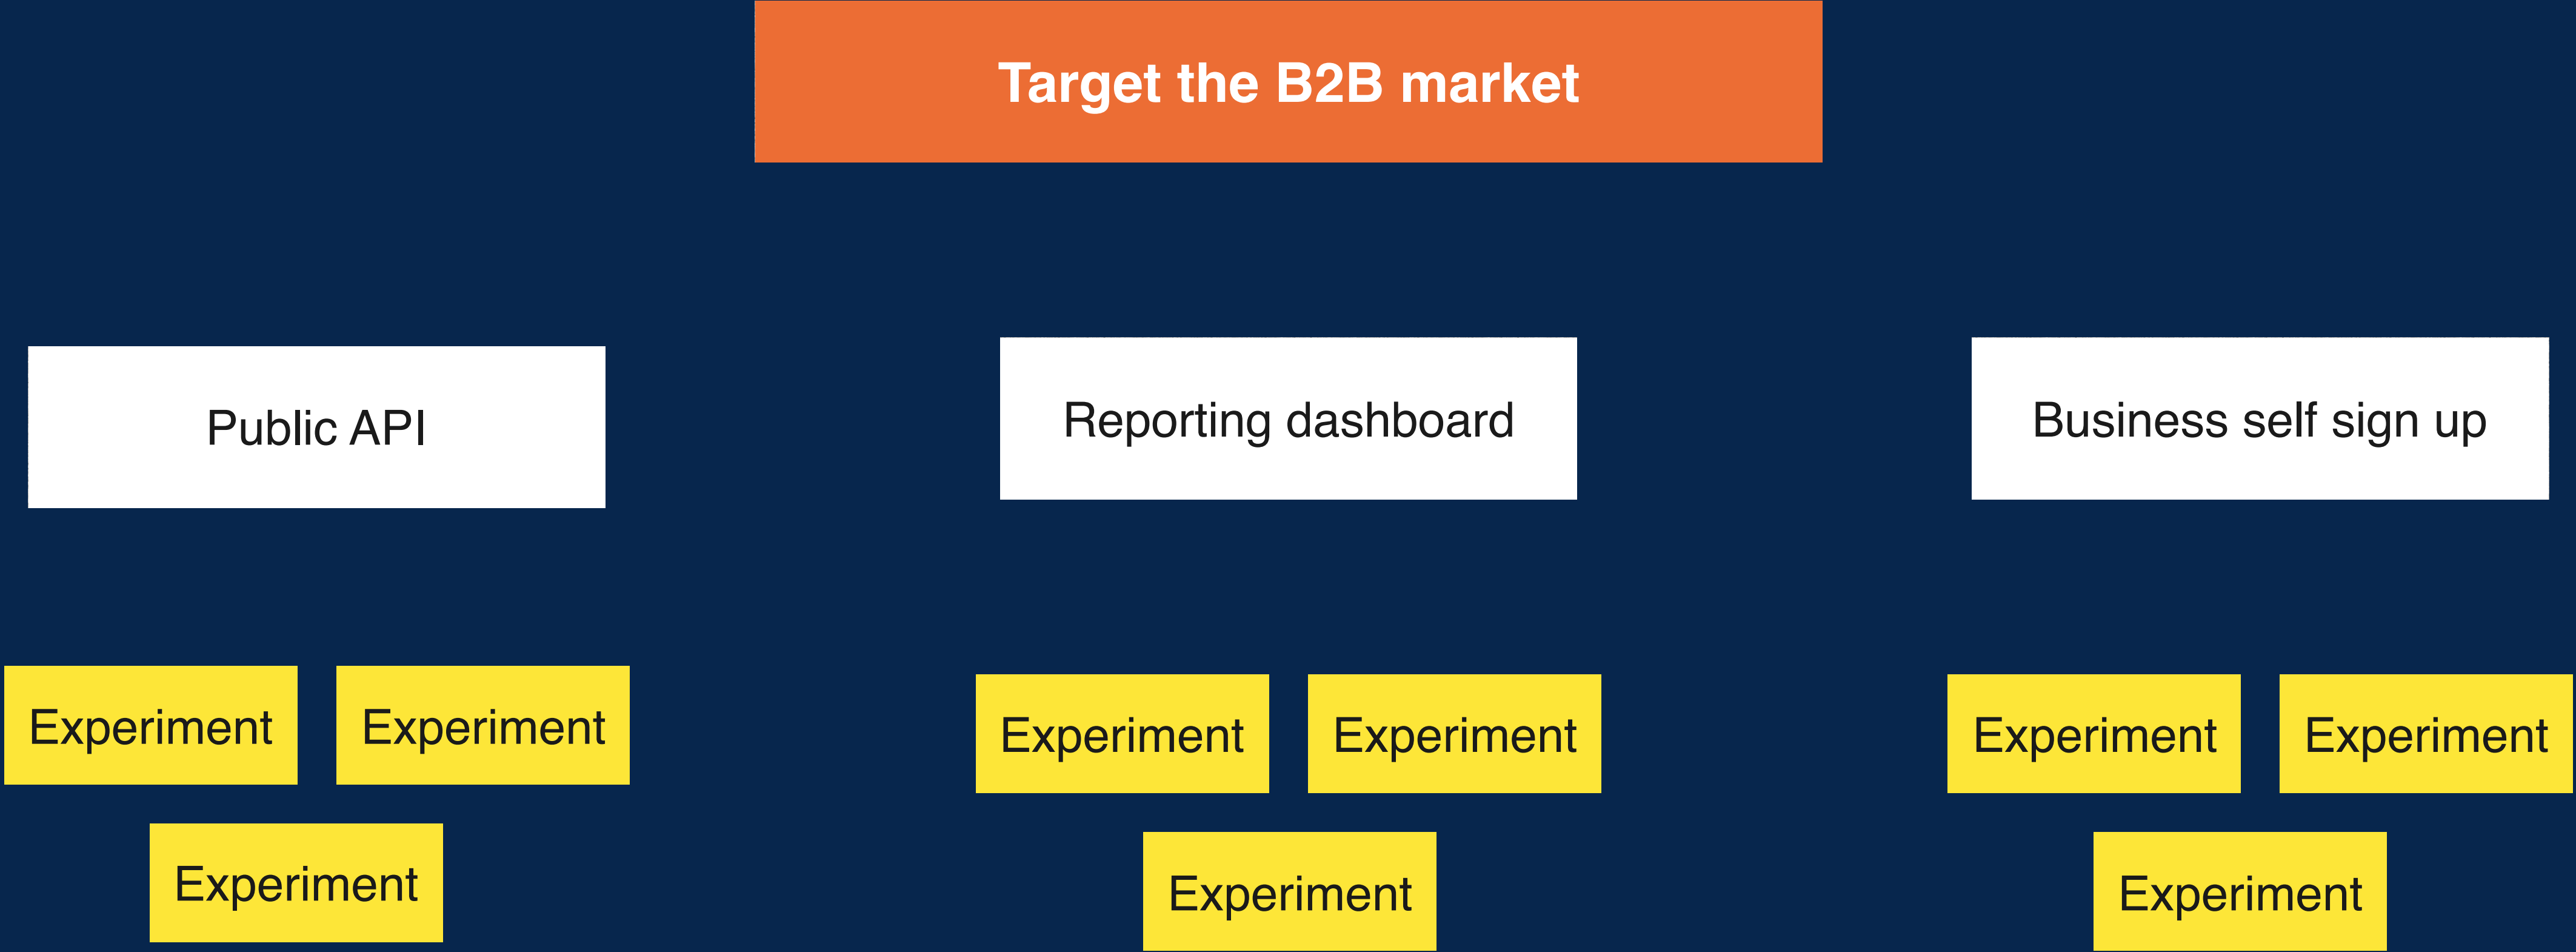 Target the B2B market
Public API
Reporting dashboard
Business self sign up
Experiment
Experiment
Experiment
Experiment
Experiment
Experiment
Experiment
Experiment
Experiment